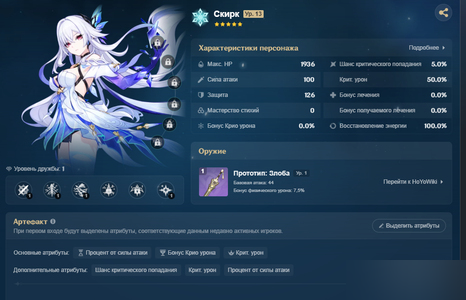 Скирк Ур. 13
Характеристики персонажа
Подробнее
Макс. HP 1936
Шанс критического попадания 5.0%
Сила атаки 100
Крит. урон 50.0%
Защита 126
Бонус лечения 0.0%
Мастерство стихий 0
Бонус получаемого лечения 0.0%
Бонус Крио урона 0.0%
Восстановление энергии 100.0%
Уровень дружбы: 1
1 1 1
1
Оружие
1
Прототип: Злоба Ур. 1
Базовая атака: 44
Бонус физического урона: 7,5%
Перейти к HoYoWiki
Артефакт
Выделить атрибуты
При первом входе будут выделены атрибуты, соответствующие данным недавно активных игроков.
Основные атрибуты: Процент от силы атаки Бонус Крио урона Крит. урон
Дополнительные атрибуты: Шанс критического попадания Крит. урон Процент от силы атаки